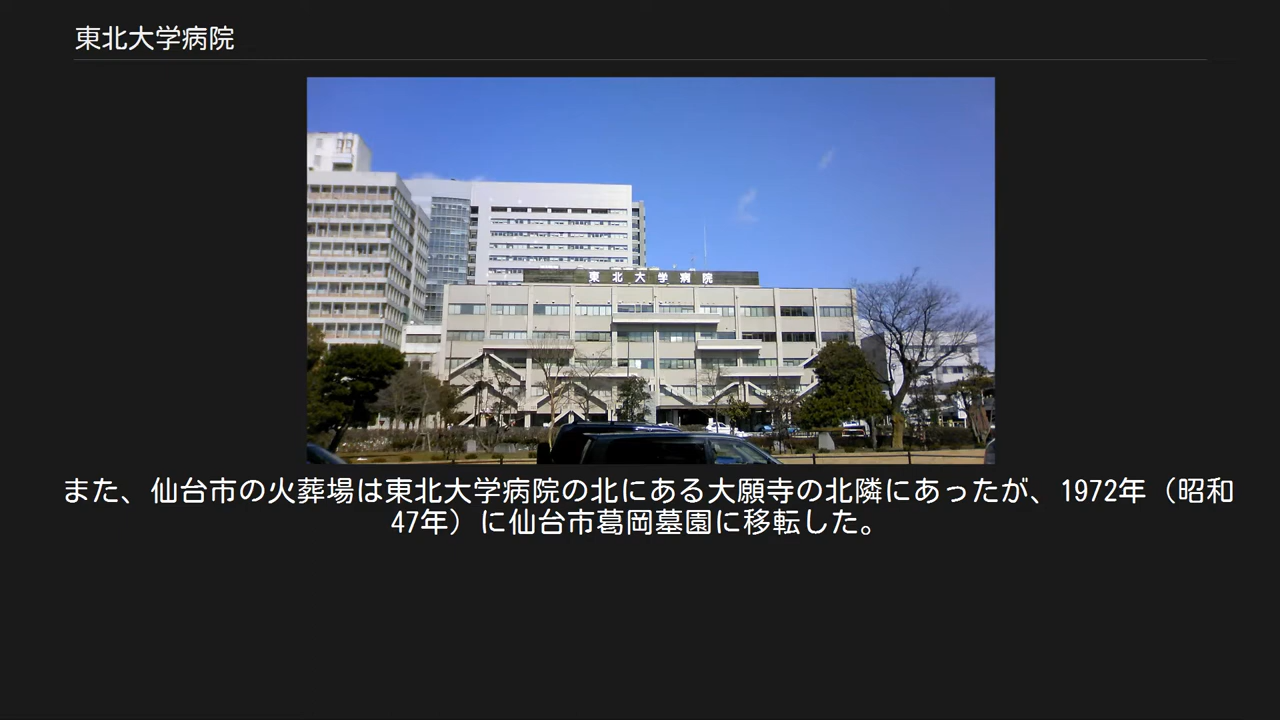 東北大学病院
東北大学病院
また、仙台市の火葬場は東北大学病院の北にある大願寺の北隣にあったが、1972年（昭和
47年）に仙台市葛岡墓園に移転した。